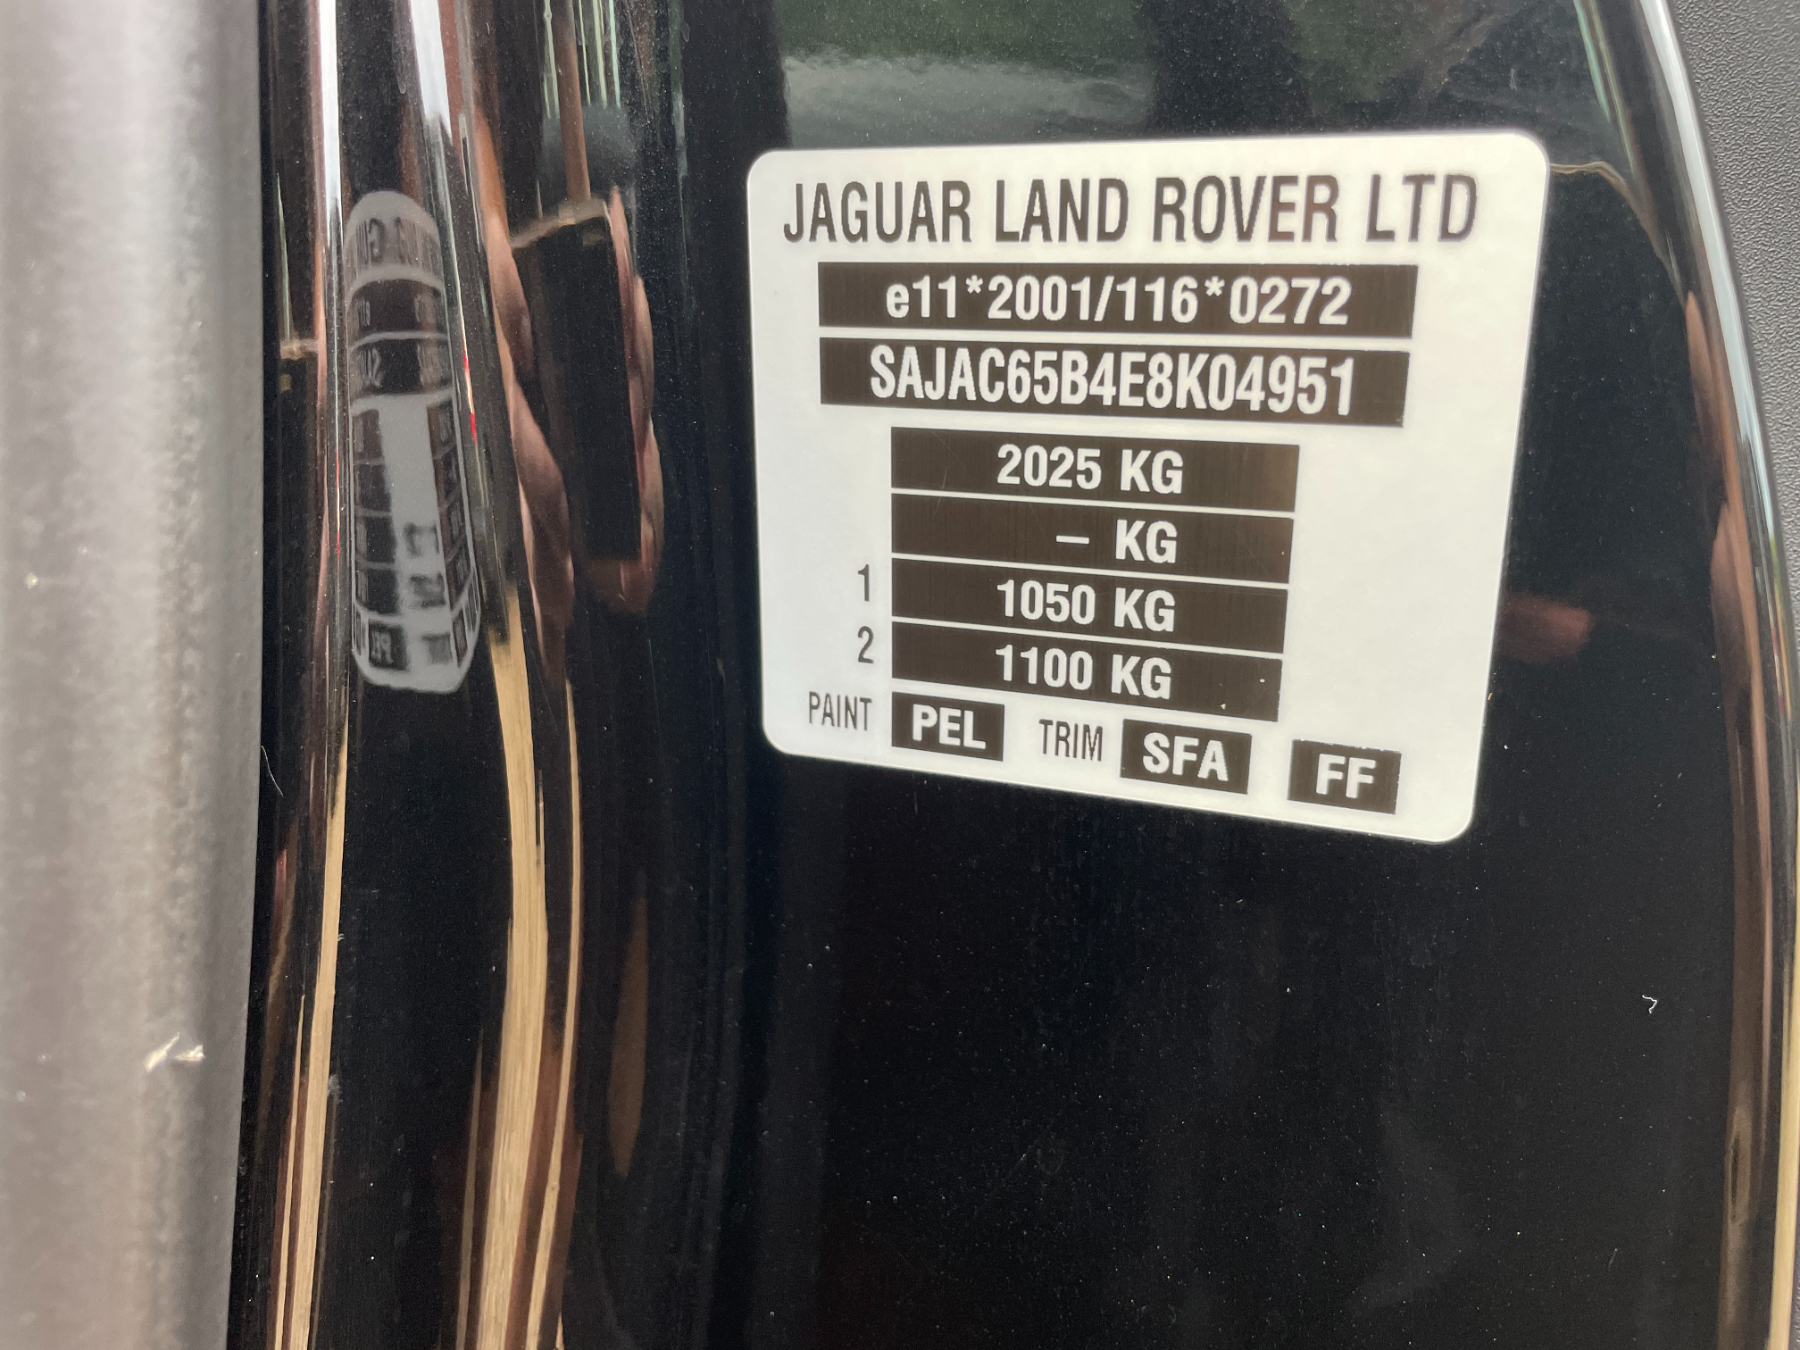 JAGUAR LAND ROVER LTD
e11*2001/116*0272
SAJAC65B4E8K04951
2025 KG
– KG
1 1050 KG
2 1100 KG
PAINT PEL TRIM SFA FF